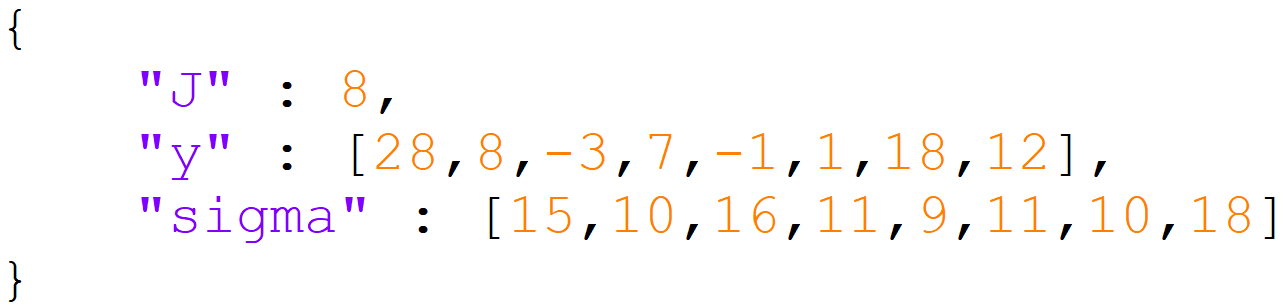 {
"J" : 8,
"y" : [28,8,-3,7,-1,1,18,12],
"sigma" : [15,10,16,11,9,11,10,18]
}